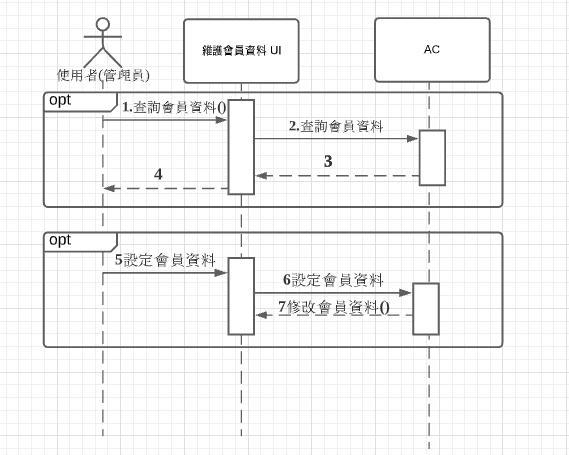 維護會員資料 UI
AC
使用者(管理員)
opt
1.查詢會員資料()
2.查詢會員資料
3
4
opt
5設定會員資料
6設定會員資料
7修改會員資料()